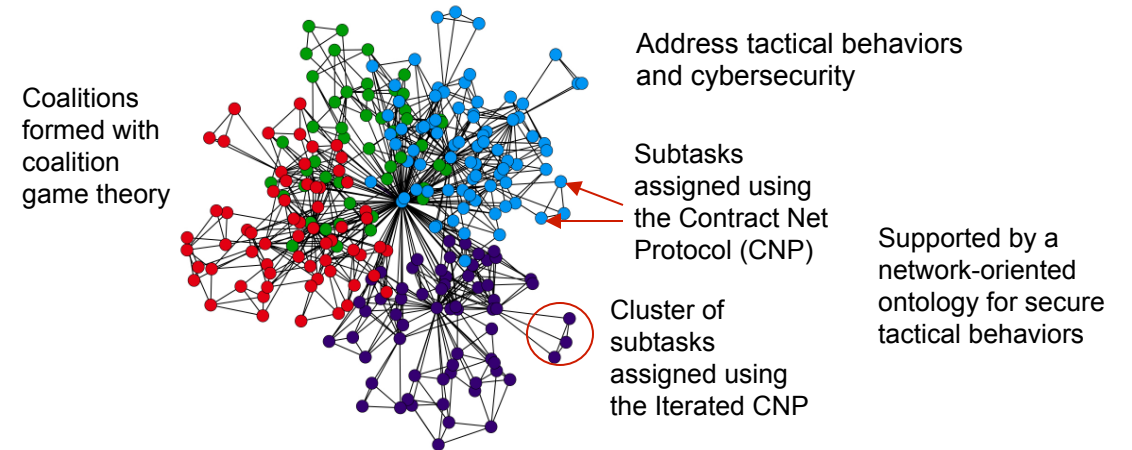 Coalitions
formed with
coalition
game theory
Address tactical behaviors
and cybersecurity
Subtasks
assigned using
the Contract Net
Protocol (CNP)
Supported by a
network-oriented
ontology for secure
tactical behaviors
Cluster of
subtasks
assigned using
the Iterated CNP